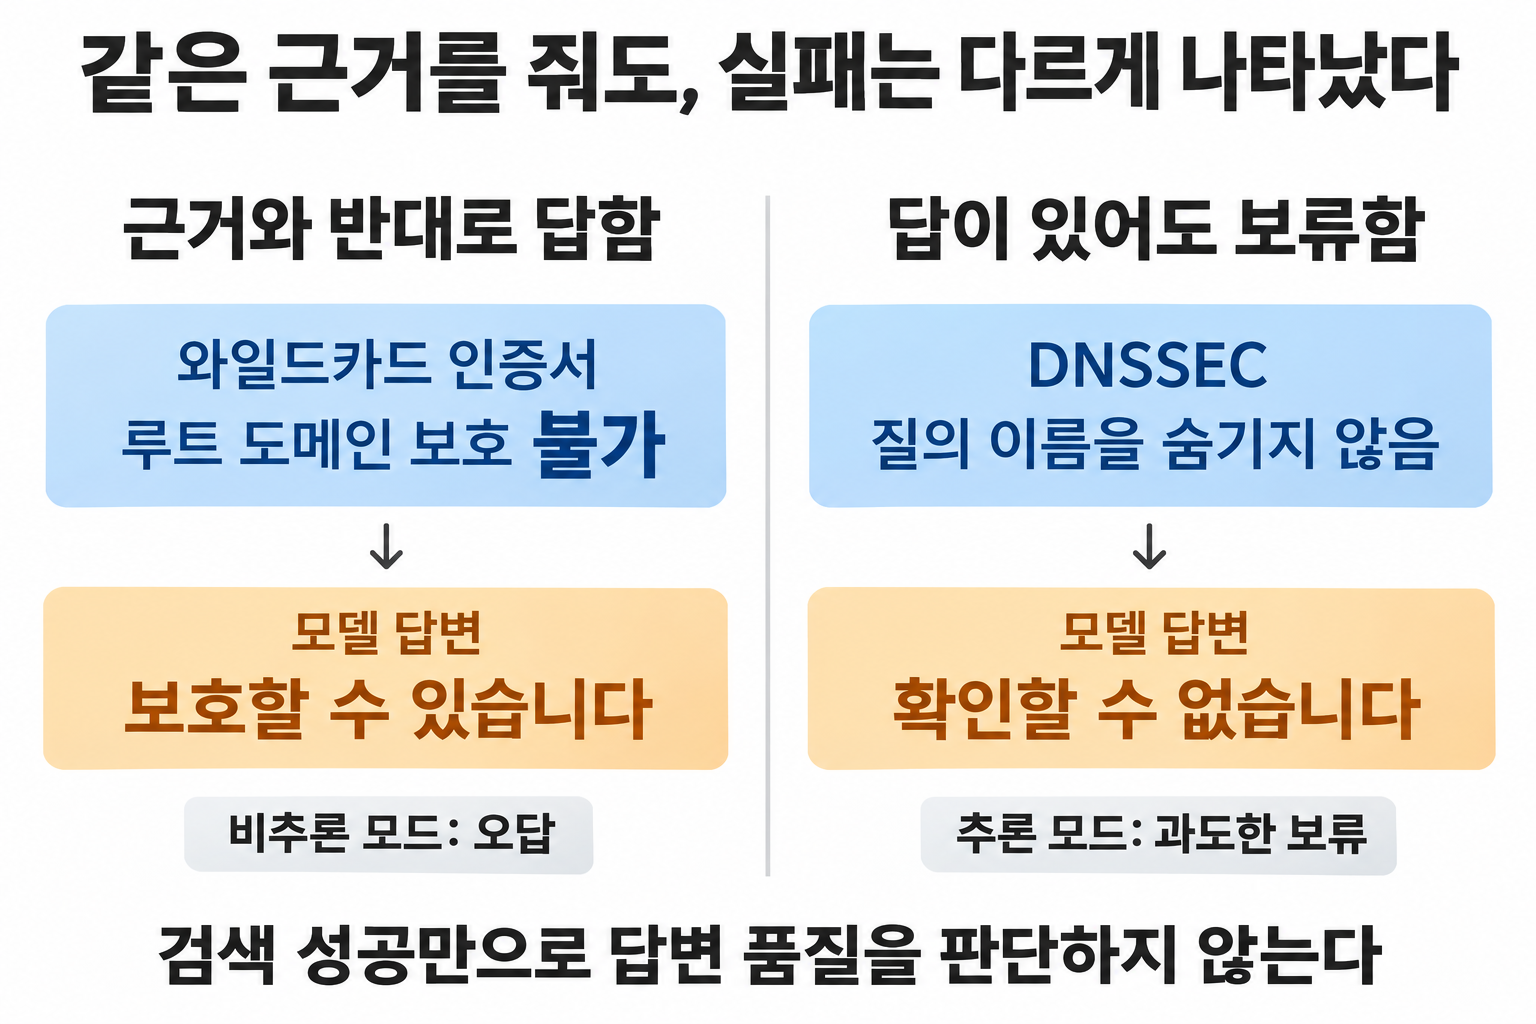 같은 근거를 줘도, 실패는 다르게 나타났다
근거와 반대로 답함
와일드카드 인증서
루트 도메인 보호 불가
↓
모델 답변
보호할 수 있습니다
비추론 모드: 오답
답이 있어도 보류함
DNSSEC
질의 이름을 숨기지 않음
↓
모델 답변
확인할 수 없습니다
추론 모드: 과도한 보류
검색 성공만으로 답변 품질을 판단하지 않는다